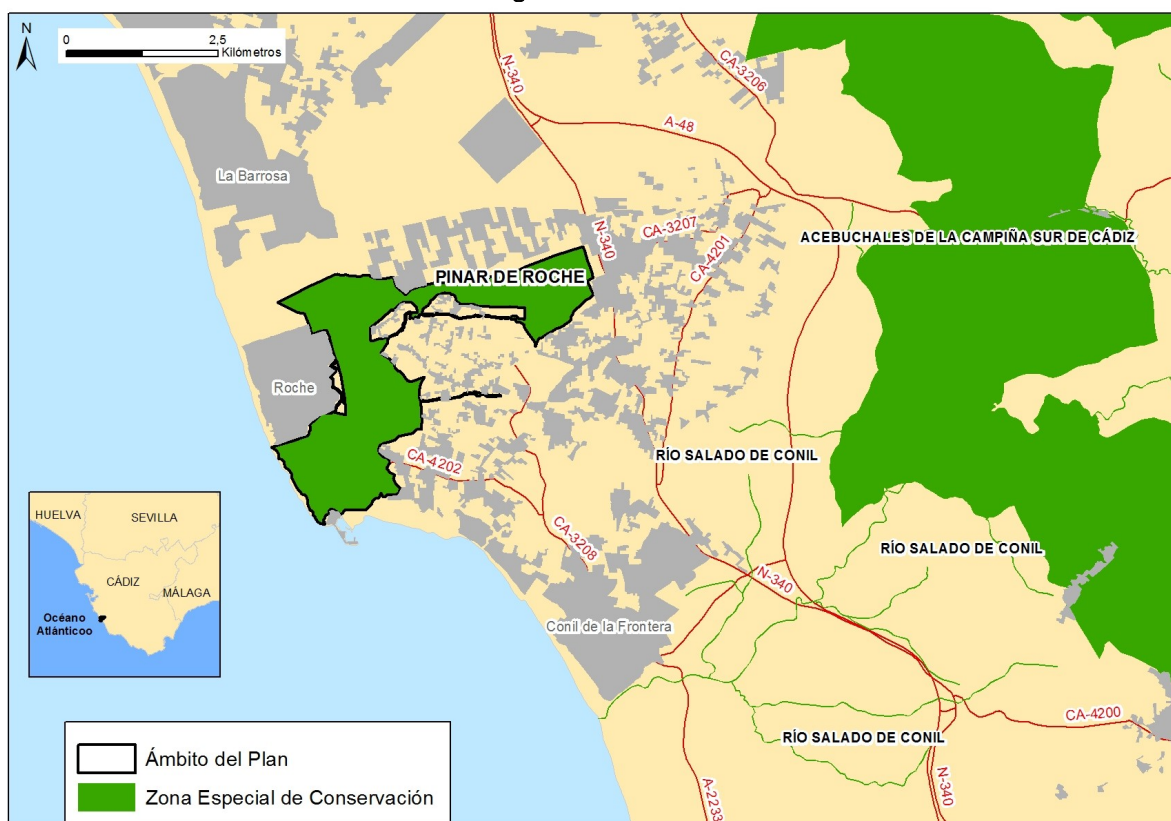 N
0 2,5
Kilómetros
N-340
CA-3206
A-48
La Barrosa
CA-3207
N-340
CA-4201
ACEBUCHALES DE LA CAMPIÑA SUR DE CÁDIZ
PINAR DE ROCHE
Roche
CA-4202
RÍO SALADO DE CONIL
CA-3208
RÍO SALADO DE CONIL
N-340
Conil de la Frontera
HUELVA
SEVILLA
CÁDIZ
MÁLAGA
Océano
Atlánticoo
CA-4200
RÍO SALADO DE CONIL
N-340
A-2233
Ámbito del Plan
Zona Especial de Conservación